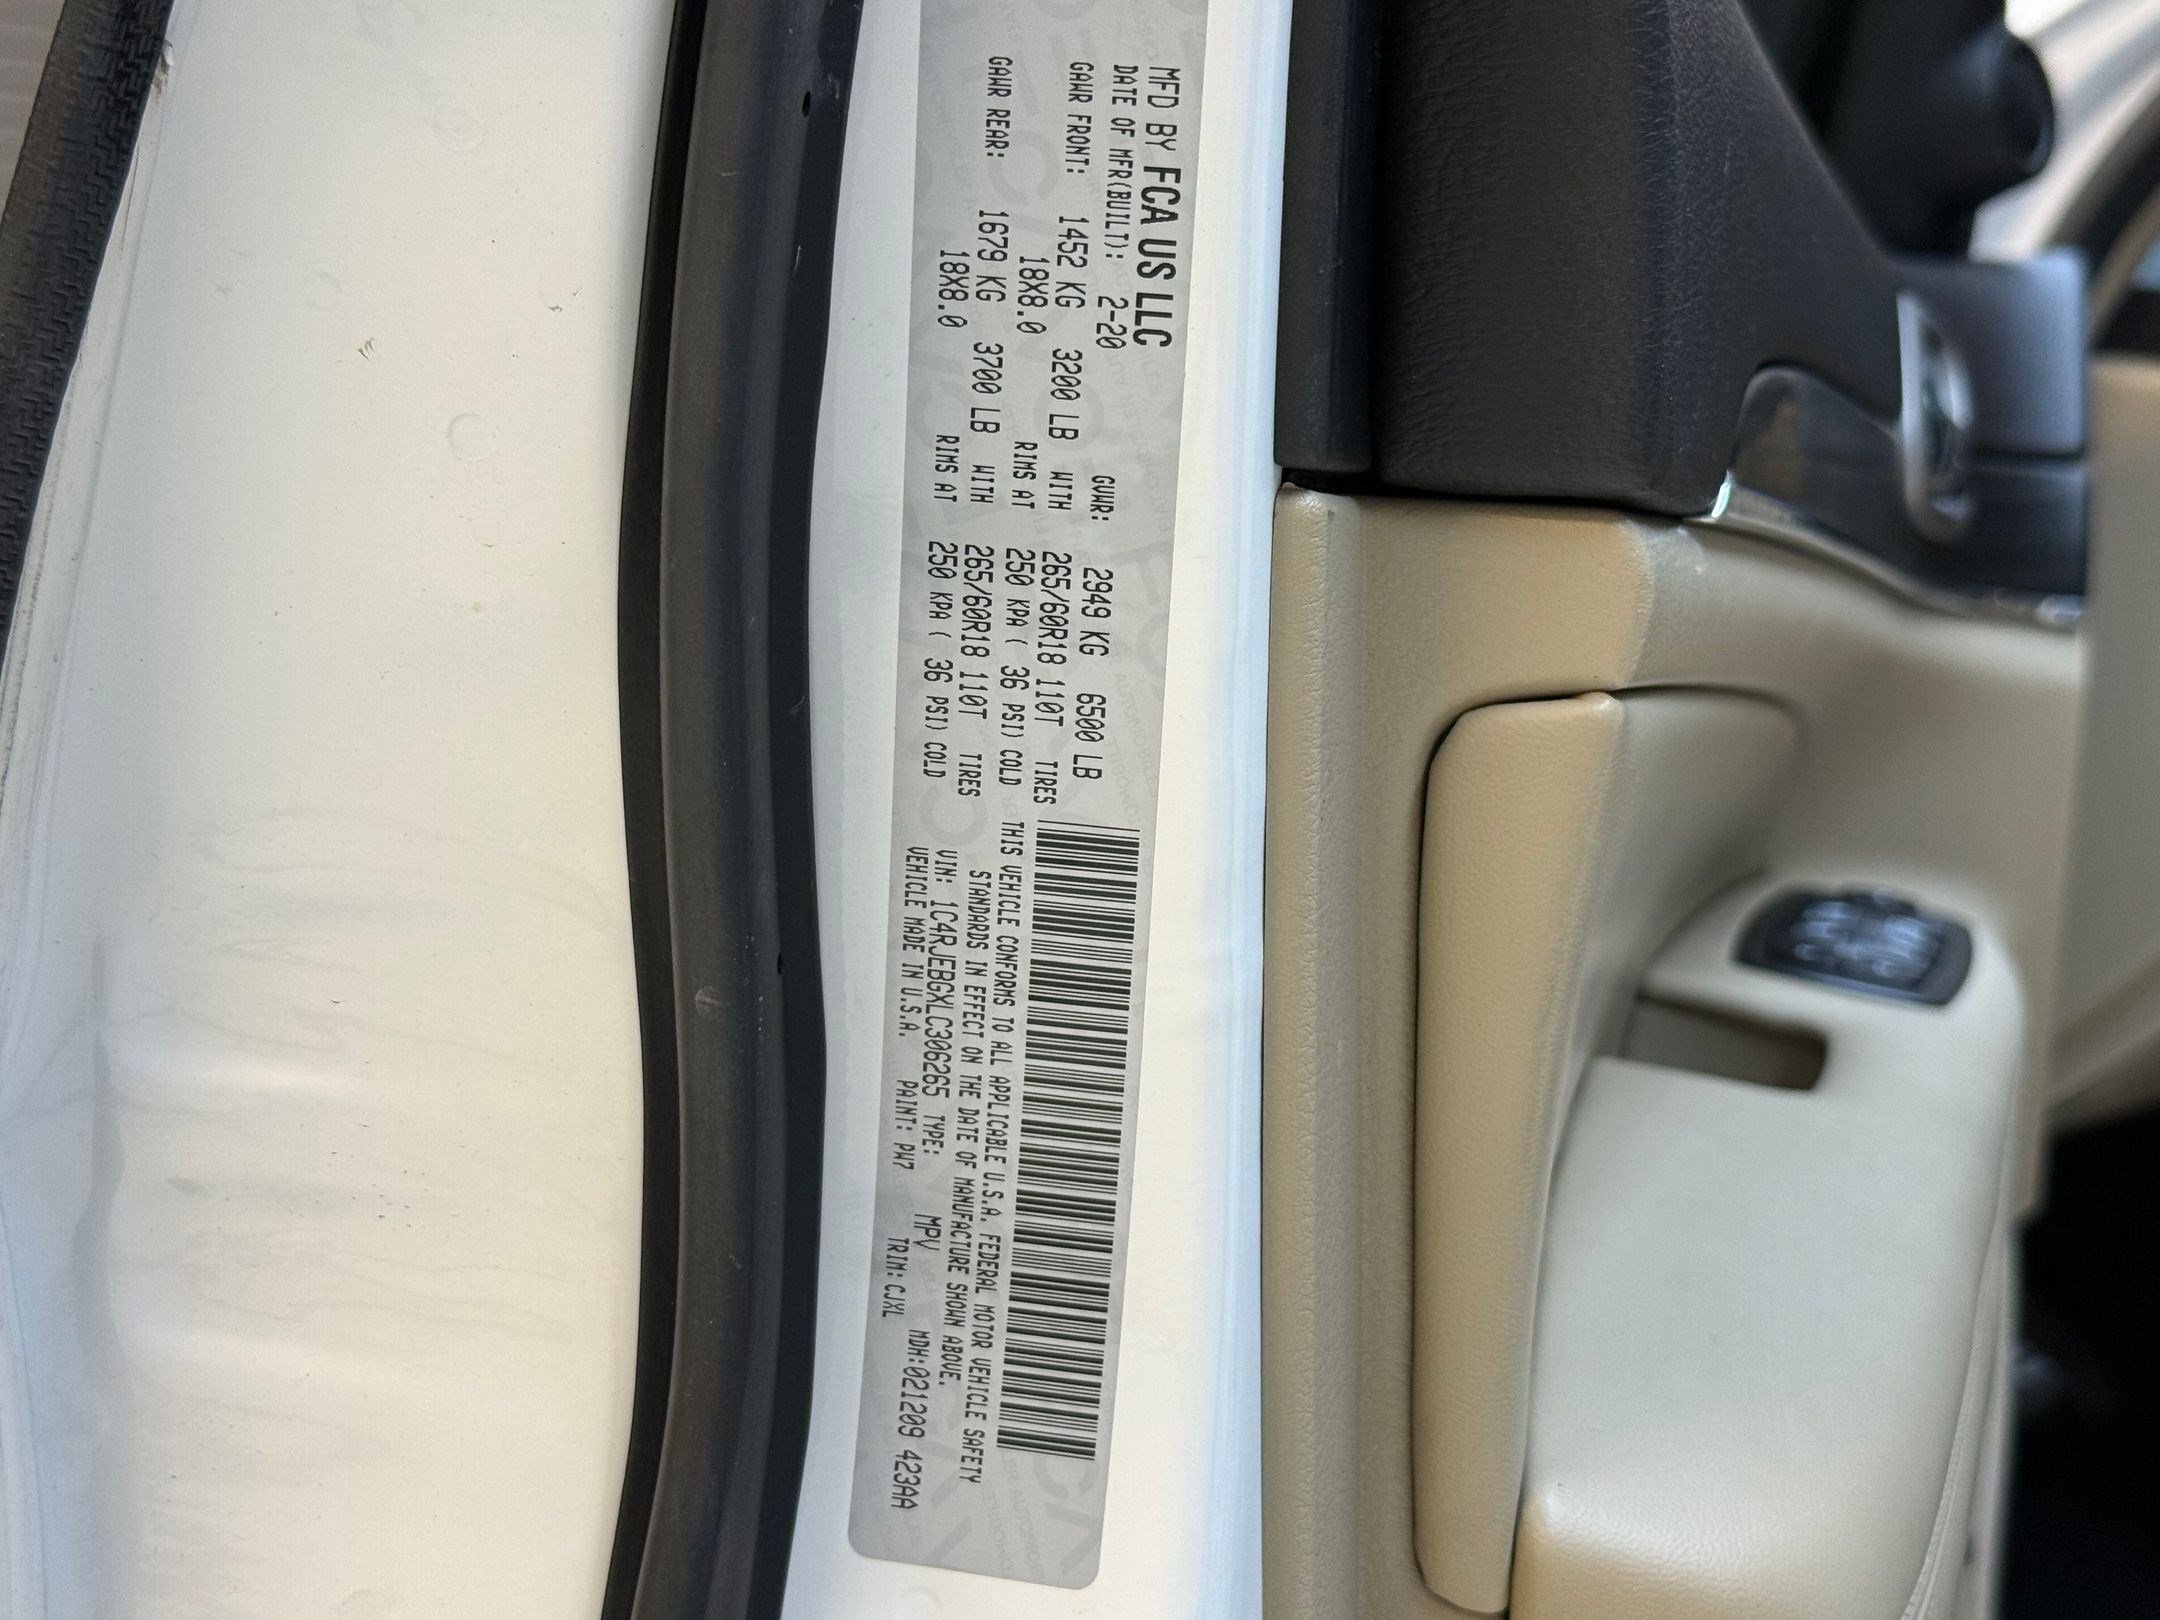 MFD BY FCA US LLC
DATE OF MFR(BUILT): 2-20 GVWR: 2949 KG 6500 LB
GAWR FRONT: 1452 KG 3200 LB WITH 265/60R18 110T TIRES
18X8.0 RIMS AT 250 KPA ( 36 PSI) COLD
GAWR REAR: 1679 KG 3700 LB WITH 265/60R18 110T TIRES
18X8.0 RIMS AT 250 KPA ( 36 PSI) COLD
THIS VEHICLE CONFORMS TO ALL APPLICABLE U.S.A. FEDERAL MOTOR VEHICLE SAFETY
STANDARDS IN EFFECT ON THE DATE OF MANUFACTURE SHOWN ABOVE.
VIN: 1C4RJEBGXLC306265 TYPE: MPV MDH:021209 423AA
VEHICLE MADE IN U.S.A. PAINT: PW7 TRIM: CJXL